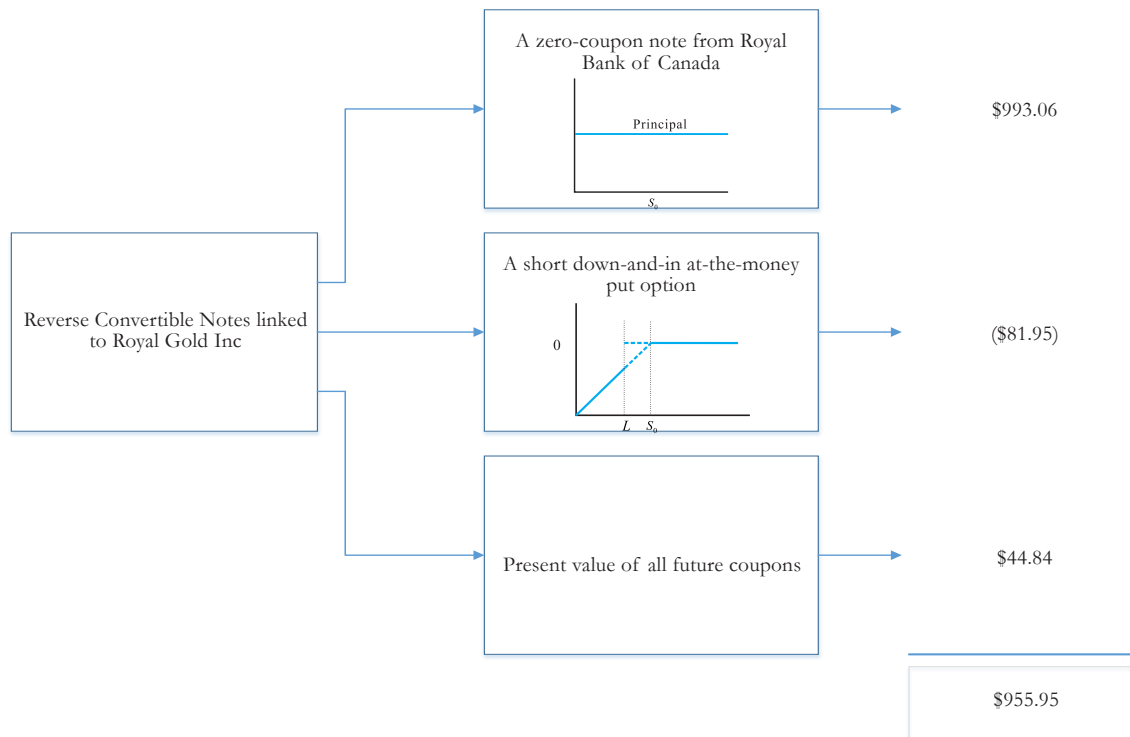 A zero-coupon note from Royal
Bank of Canada
Principal
S₀
$993.06
Reverse Convertible Notes linked
to Royal Gold Inc
A short down-and-in at-the-money
put option
0
L
S₀
($81.95)
Present value of all future coupons
$44.84
$955.95